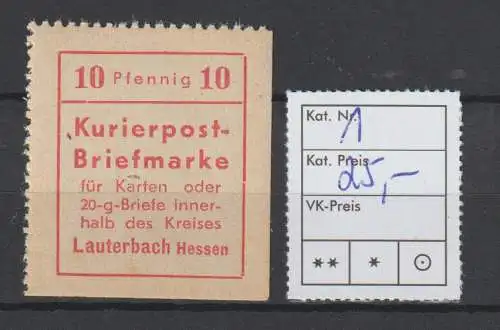 10 Pfennig 10
Kurierpost-
Briefmarke
für Karten oder
20-g-Briefe inner-
halb des Kreises
Lauterbach Hessen
Kat. Nr. 1
Kat. Preis
25,-
VK-Preis
** * ⊙